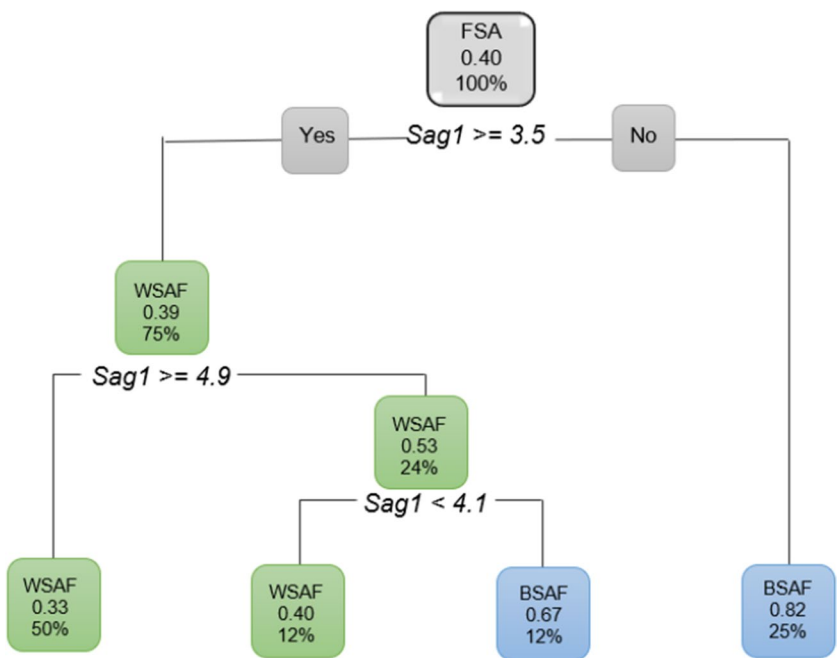 FSA
0.40
100%
Yes
Sag1 >= 3.5
No
WSAF
0.39
75%
Sag1 >= 4.9
WSAF
0.53
24%
Sag1 < 4.1
WSAF
0.33
50%
WSAF
0.40
12%
BSAF
0.67
12%
BSAF
0.82
25%